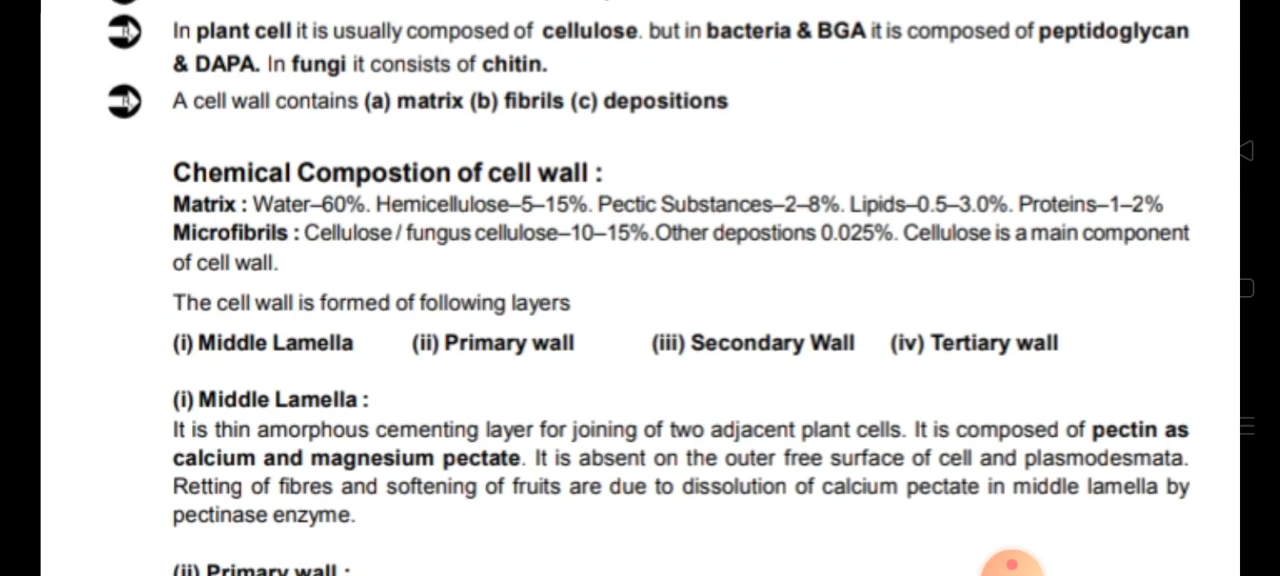 In plant cell it is usually composed of cellulose. but in bacteria & BGA it is composed of peptidoglycan
& DAPA. In fungi it consists of chitin.
A cell wall contains (a) matrix (b) fibrils (c) depositions
Chemical Compostion of cell wall :
Matrix : Water–60%. Hemicellulose–5–15%. Pectic Substances–2–8%. Lipids–0.5–3.0%. Proteins–1–2%
Microfibrils : Cellulose / fungus cellulose–10–15%.Other depostions 0.025%. Cellulose is a main component
of cell wall.
The cell wall is formed of following layers
(i) Middle Lamella (ii) Primary wall (iii) Secondary Wall (iv) Tertiary wall
(i) Middle Lamella :
It is thin amorphous cementing layer for joining of two adjacent plant cells. It is composed of pectin as
calcium and magnesium pectate. It is absent on the outer free surface of cell and plasmodesmata.
Retting of fibres and softening of fruits are due to dissolution of calcium pectate in middle lamella by
pectinase enzyme.
(ii) Primary wall :